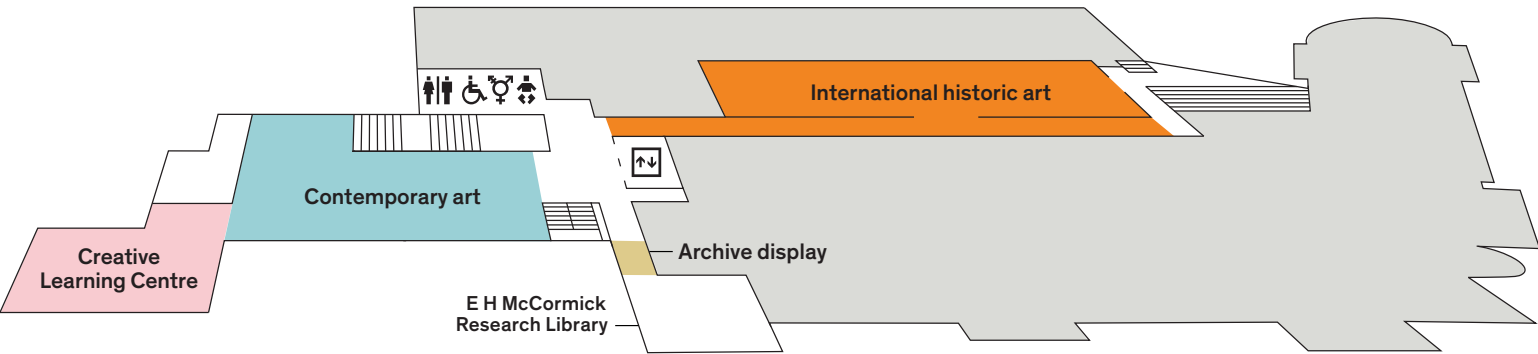 International historic art
Contemporary art
Creative
Learning Centre
Archive display
E H McCormick
Research Library